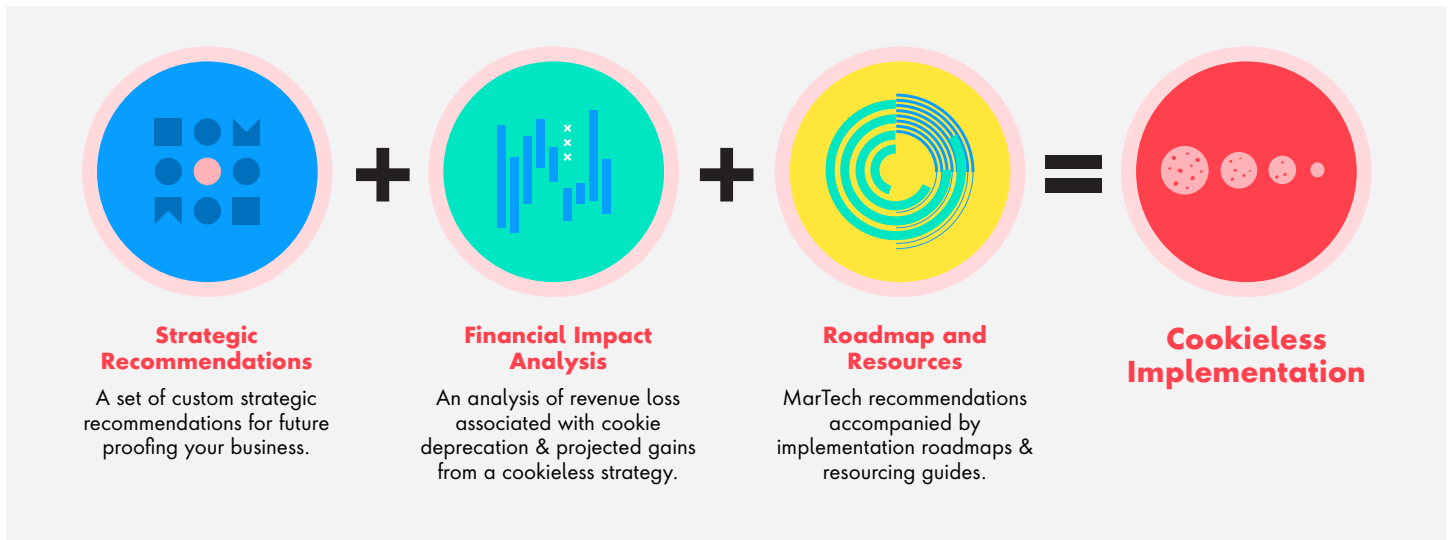 Strategic
Recommendations
A set of custom strategic
recommendations for future
proofing your business.
Financial Impact
Analysis
An analysis of revenue loss
associated with cookie
deprecation & projected gains
from a cookieless strategy.
Roadmap and
Resources
MarTech recommendations
accompanied by
implementation roadmaps &
resourcing guides.
Cookieless
Implementation